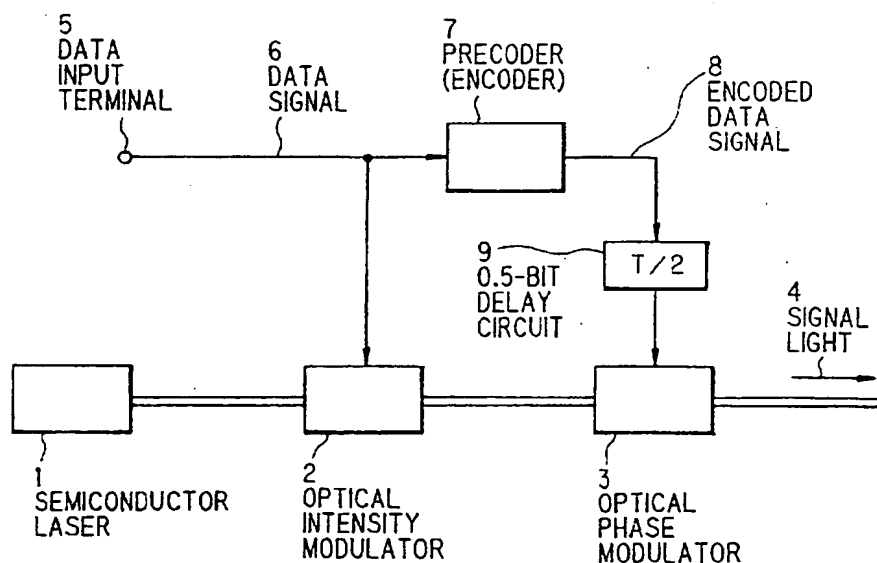 5
DATA
INPUT
TERMINAL
6
DATA
SIGNAL
7
PRECODER
(ENCODER)
8
ENCODED
DATA
SIGNAL
9
0.5-BIT
DELAY
CIRCUIT
T/2
4
SIGNAL
LIGHT
1
SEMICONDUCTOR
LASER
2
OPTICAL
INTENSITY
MODULATOR
3
OPTICAL
PHASE
MODULATOR